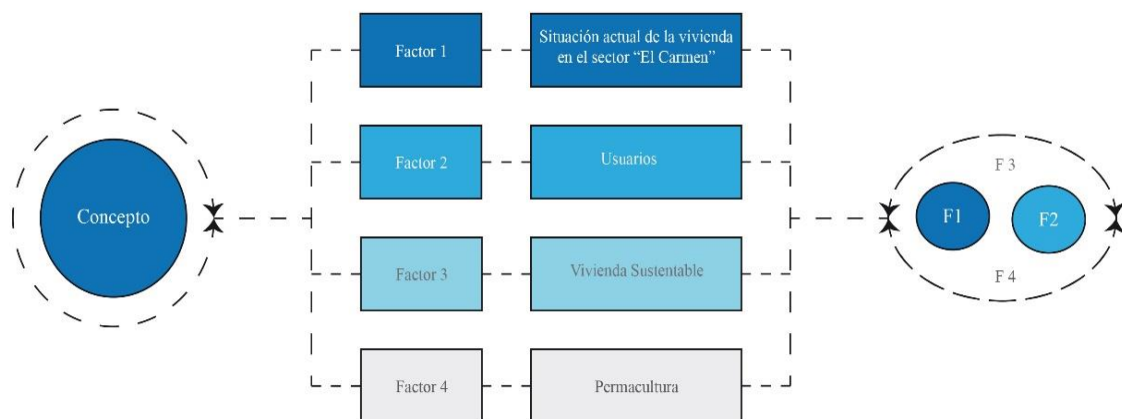 Concepto
Factor 1
Situación actual de la vivienda
en el sector “El Carmen”
Factor 2
Usuarios
Factor 3
Vivienda Sustentable
Factor 4
Permacultura
F 3
F1
F2
F 4